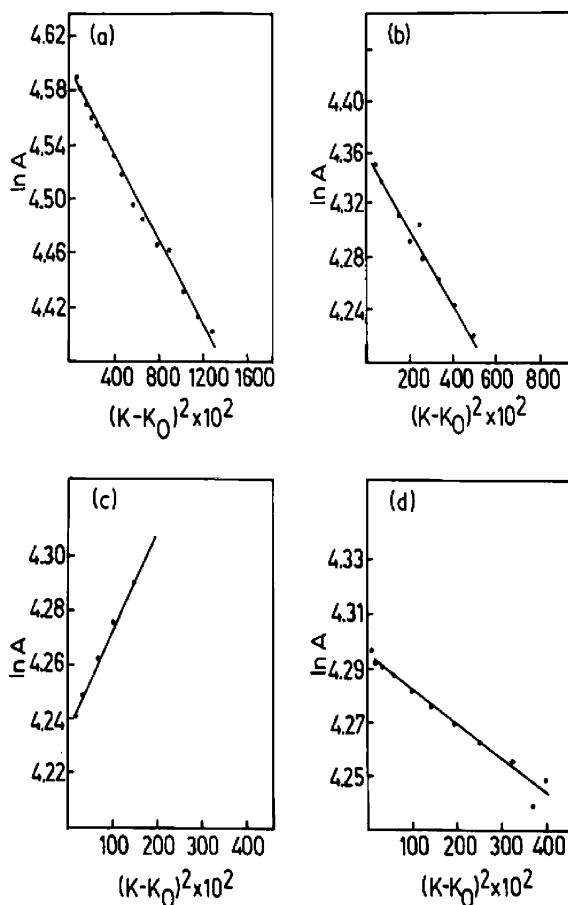 (a)
4.62
4.58
4.54
4.50
4.46
4.42
ln A
400 800 1200 1600
(K-K0)²x10²
(b)
4.40
4.36
4.32
4.28
4.24
ln A
200 400 600 800
(K-K0)²x10²
(c)
4.30
4.28
4.26
4.24
4.22
ln A
100 200 300 400
(K-K0)²x10²
(d)
4.33
4.31
4.29
4.27
4.25
ln A
100 200 300 400
(K-K0)²x10²